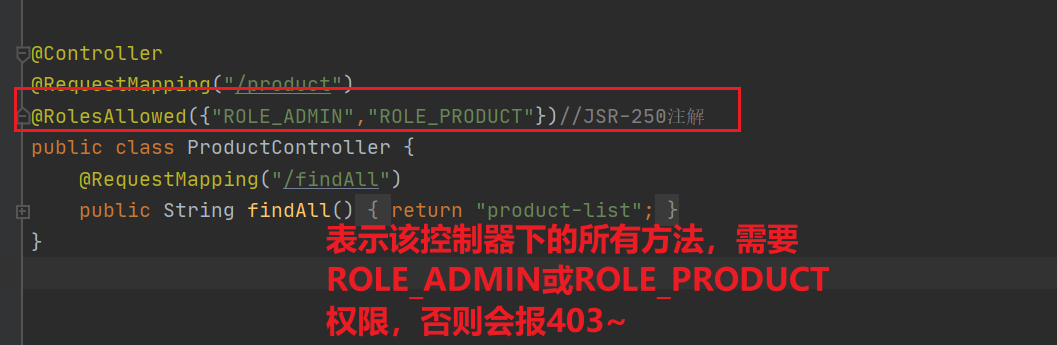 @Controller
@RequestMapping("/product")
@RolesAllowed({"ROLE_ADMIN","ROLE_PRODUCT"})//JSR-250注解
public class ProductController {
@RequestMapping("/findAll")
public String findAll() { return "product-list"; }
}
表示该控制器下的所有方法，需要
ROLE_ADMIN或ROLE_PRODUCT
权限，否则会报403~